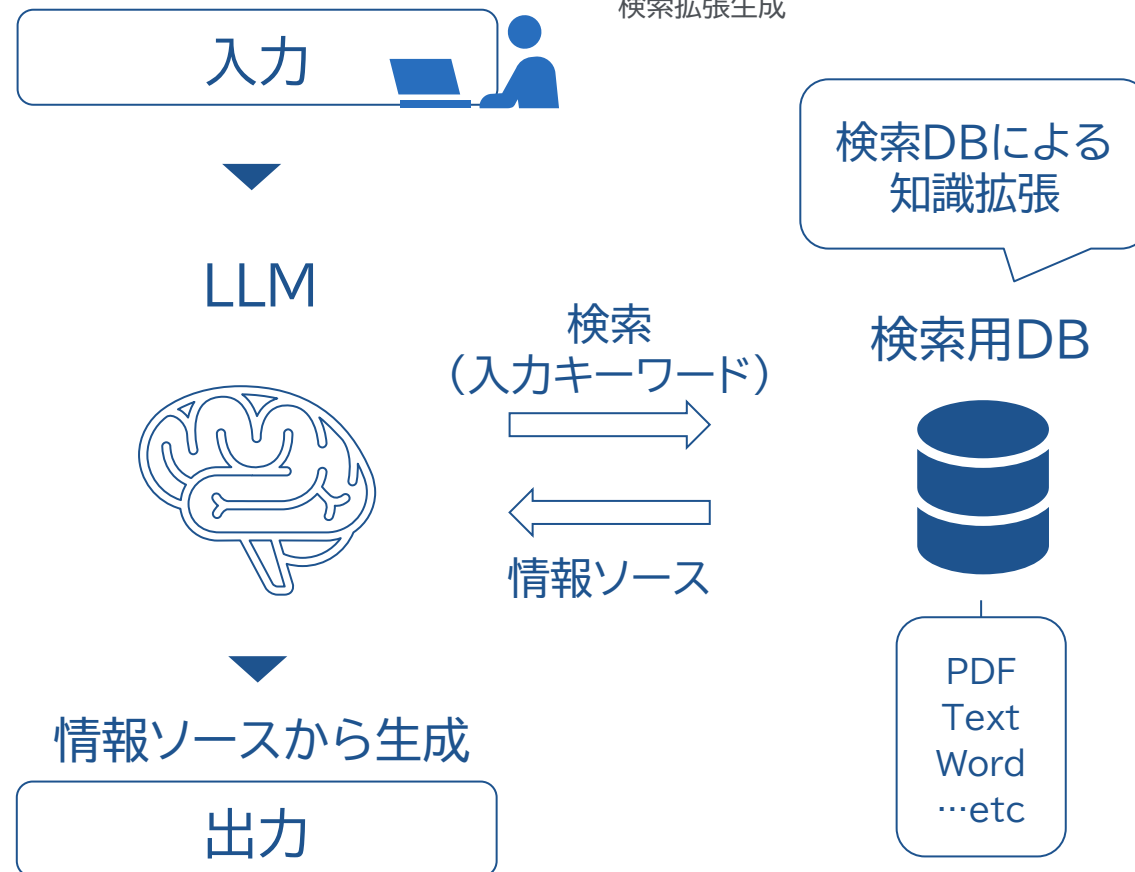 検索拡張生成
入力
検索DBによる
知識拡張
LLM
検索
（入力キーワード）
検索用DB
情報ソース
PDF
Text
Word
…etc
情報ソースから生成
出力